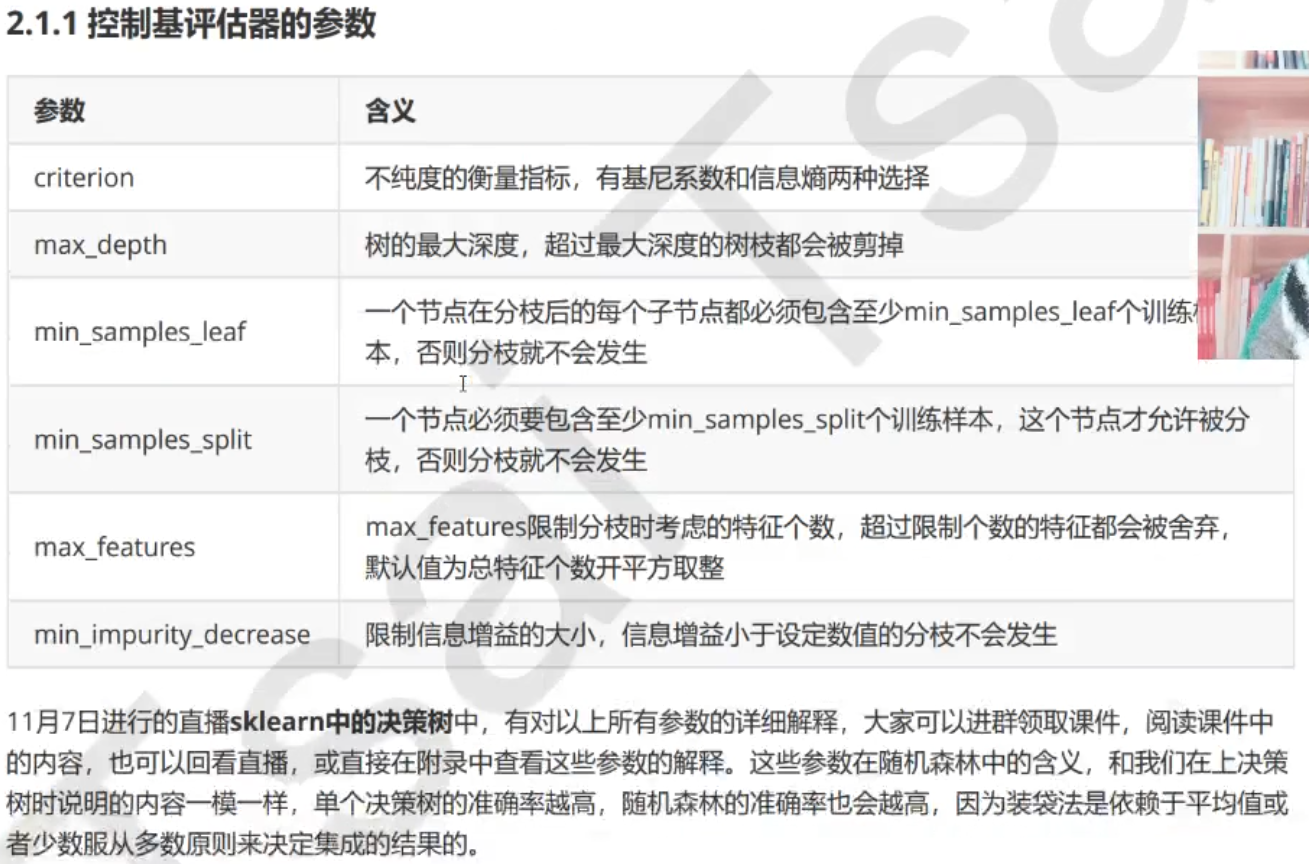 2.1.1 控制基评估器的参数
参数 含义
criterion 不纯度的衡量指标，有基尼系数和信息熵两种选择
max_depth 树的最大深度，超过最大深度的树枝都会被剪掉
min_samples_leaf 一个节点在分枝后的每个子节点都必须包含至少min_samples_leaf个训练
本，否则分枝就不会发生
min_samples_split 一个节点必须要包含至少min_samples_split个训练样本，这个节点才允许被分
枝，否则分枝就不会发生
max_features max_features限制分枝时考虑的特征个数，超过限制个数的特征都会被舍弃，
默认值为总特征个数开平方取整
min_impurity_decrease 限制信息增益的大小，信息增益小于设定数值的分枝不会发生
11月7日进行的直播sklearn中的决策树中，有对以上所有参数的详细解释，大家可以进群领取课件，阅读课件中
的内容，也可以回看直播，或直接在附录中查看这些参数的解释。这些参数在随机森林中的含义，和我们在上决策
树时说明的内容一模一样，单个决策树的准确率越高，随机森林的准确率也会越高，因为装袋法是依赖于平均值或
者少数服从多数原则来决定集成的结果的。